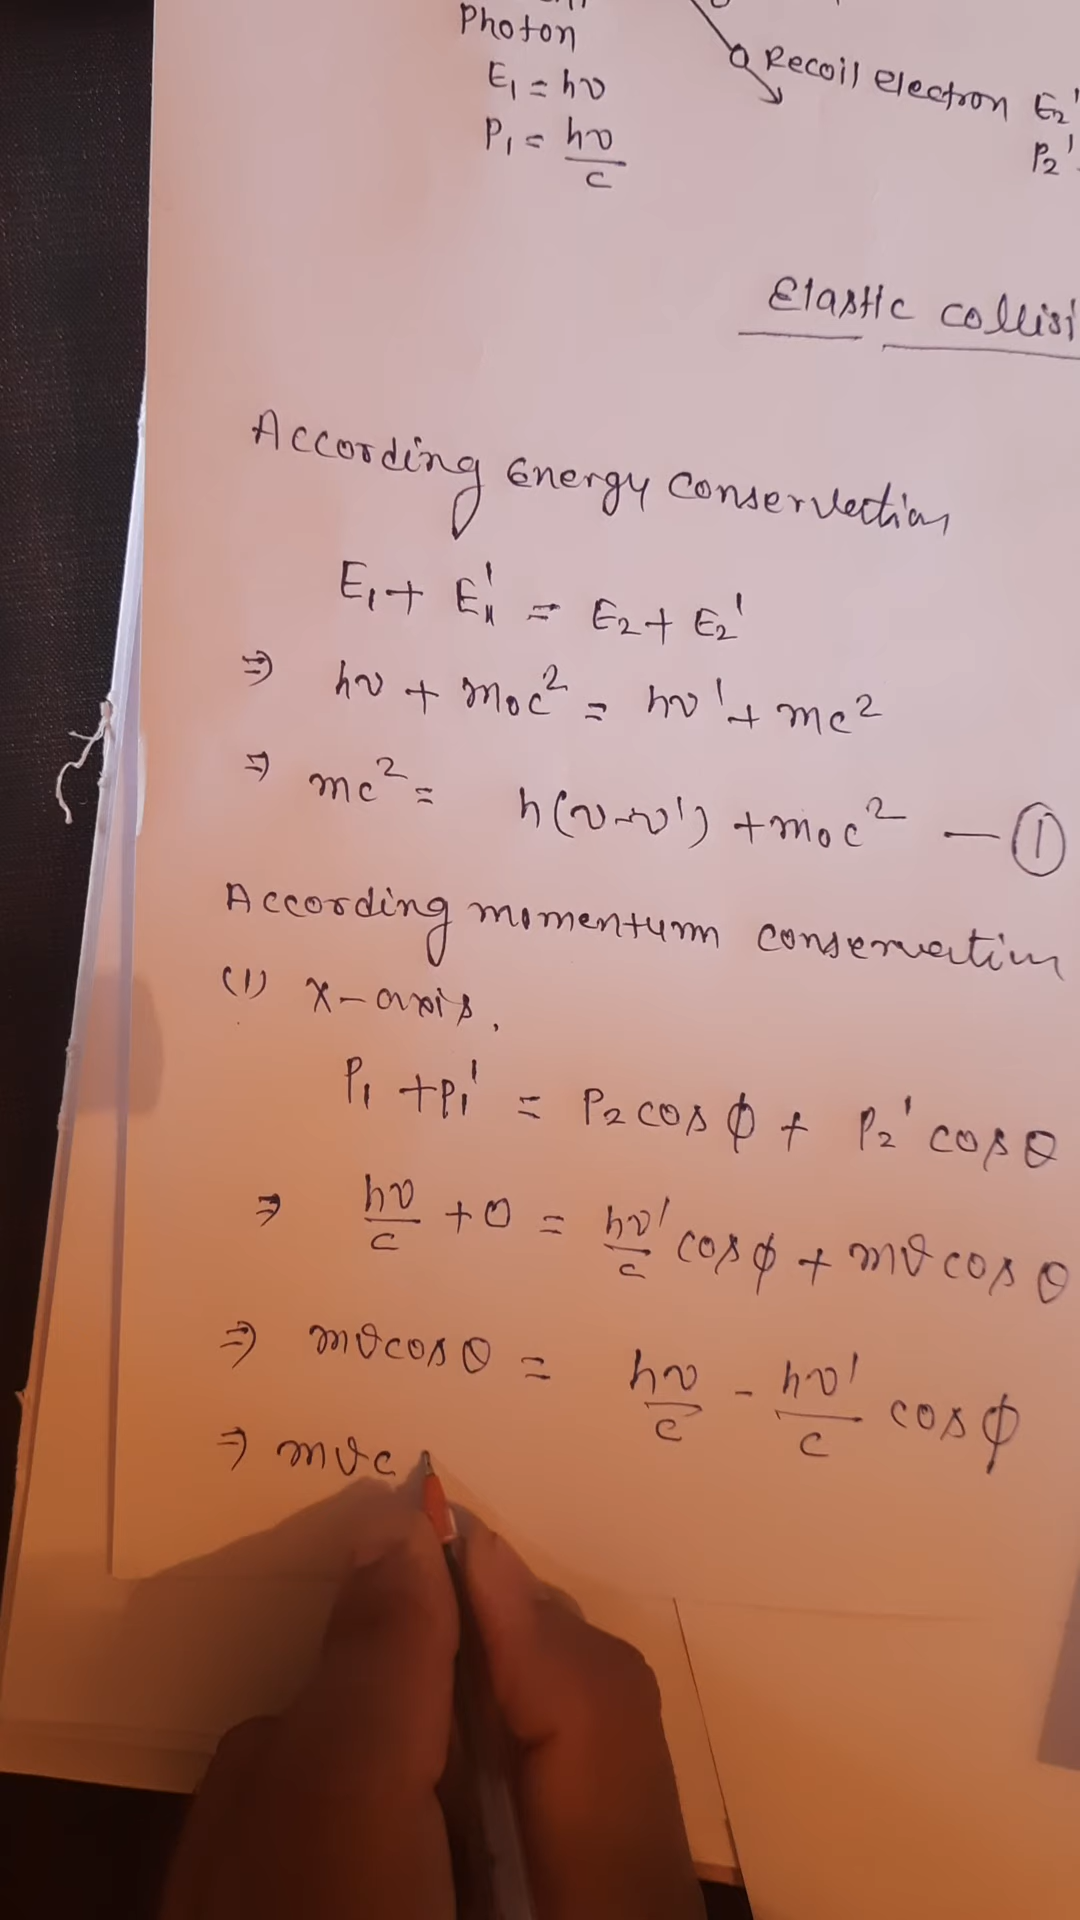 Photon
E₁ = hν
P₁ = hν/c
Recoil electron E₂'
P₂'
Elastic collisi
According Energy conservation
E₁ + E₁' = E₂ + E₂'
⇒ hν + m₀c² = hν' + mc²
⇒ mc² = h(ν-ν') + m₀c² — ①
According momentum conservation
(1) x-axis,
P₁ + P₁' = P₂ cos φ + P₂' cos θ
⇒ hν/c + 0 = hν'/c cos φ + mv cos θ
⇒ mv cos θ = hν/c - hν'/c cos φ
⇒ mvc